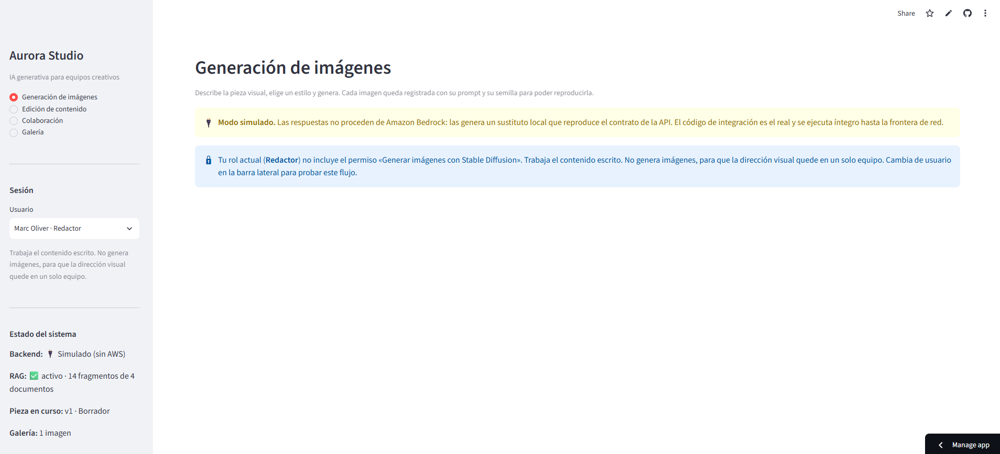 Share
Aurora Studio
IA generativa para equipos creativos
Generación de imágenes
Edición de contenido
Colaboración
Galería
Sesión
Usuario
Marc Oliver · Redactor
Trabaja el contenido escrito. No genera
imágenes, para que la dirección visual
quede en un solo equipo.
Estado del sistema
Backend: Simulado (sin AWS)
RAG: ✅ activo · 14 fragmentos de 4
documentos
Pieza en curso: v1 · Borrador
Galería: 1 imagen
Generación de imágenes
Describe la pieza visual, elige un estilo y genera. Cada imagen queda registrada con su prompt y su semilla para poder reproducirla.
Modo simulado. Las respuestas no proceden de Amazon Bedrock: las genera un sustituto local que reproduce el contrato de la API. El código de integración es el real y se ejecuta íntegro hasta la frontera de red.
Tu rol actual (Redactor) no incluye el permiso «Generar imágenes con Stable Diffusion». Trabaja el contenido escrito. No genera imágenes, para que la dirección visual quede en un solo equipo. Cambia de usuario
en la barra lateral para probar este flujo.
Manage app